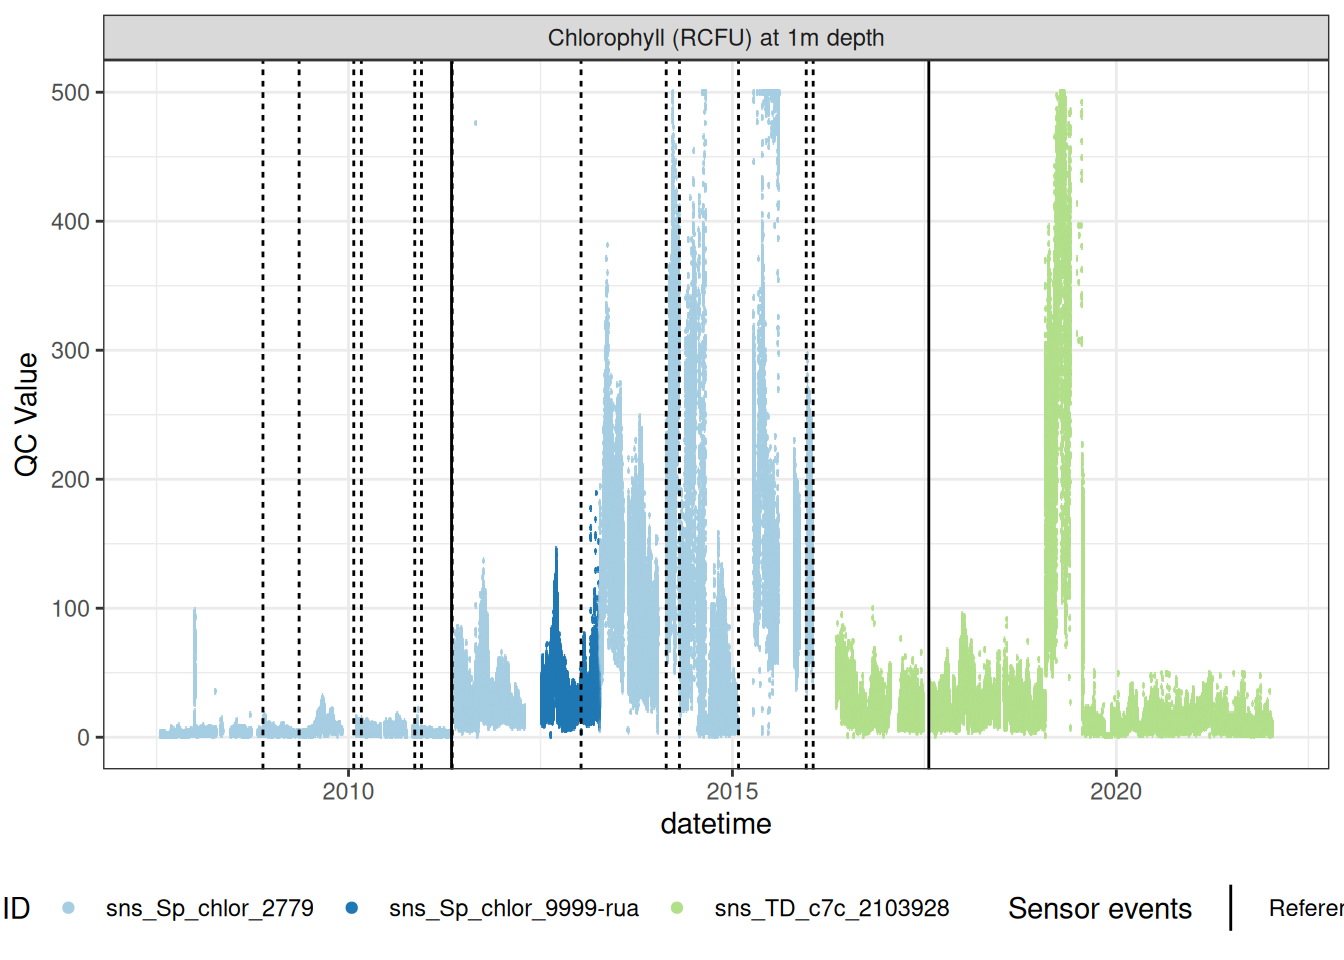 Chlorophyll (RCFU) at 1m depth
500
400
300
200
100
0
QC Value
2010
2015
2020
datetime
ID
sns_Sp_chlor_2779
sns_Sp_chlor_9999-rua
sns_TD_c7c_2103928
Sensor events
Referen